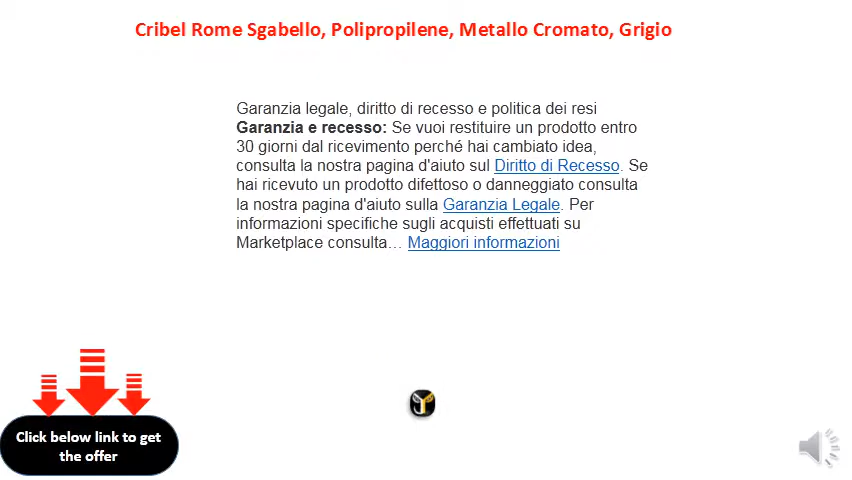 Cribel Rome Sgabello, Polipropilene, Metallo Cromato, Grigio
Garanzia legale, diritto di recesso e politica dei resi
Garanzia e recesso: Se vuoi restituire un prodotto entro
30 giorni dal ricevimento perché hai cambiato idea,
consulta la nostra pagina d'aiuto sul Diritto di Recesso. Se
hai ricevuto un prodotto difettoso o danneggiato consulta
la nostra pagina d'aiuto sulla Garanzia Legale. Per
informazioni specifiche sugli acquisti effettuati su
Marketplace consulta… Maggiori informazioni
Click below link to get
the offer